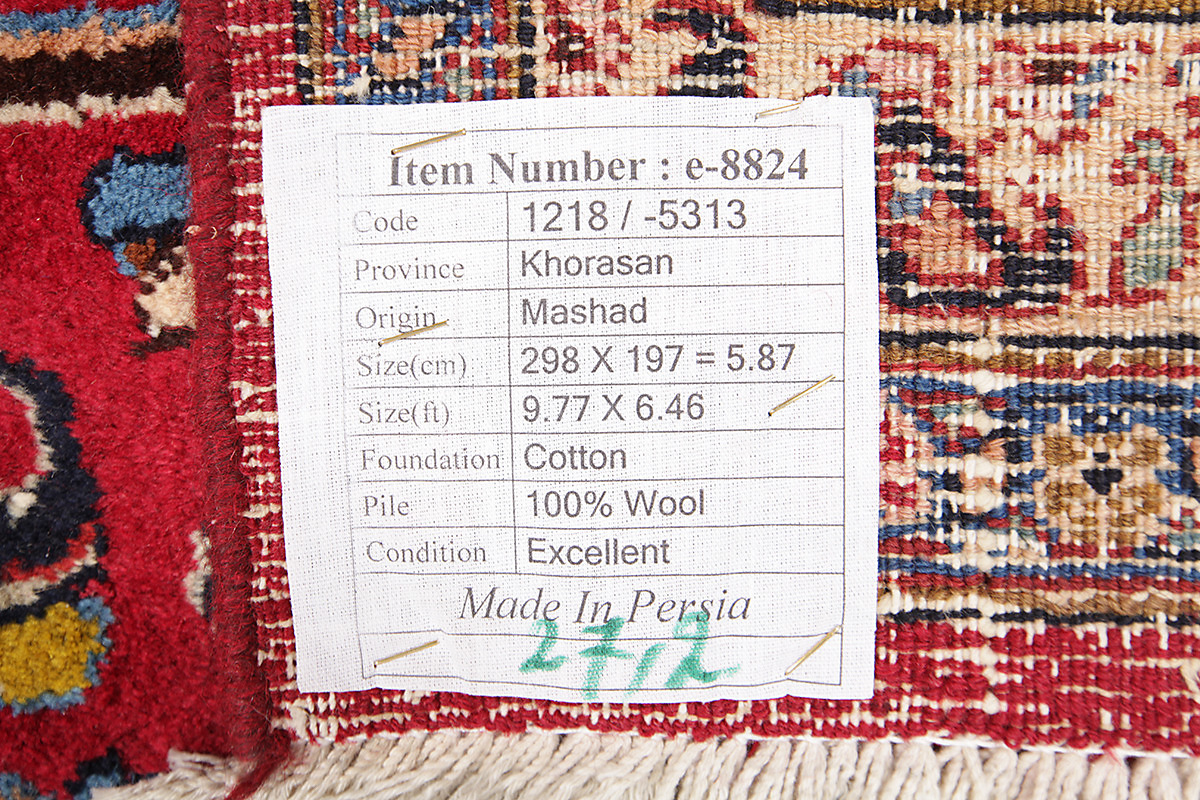 Item Number : e-8824
Code 1218 / -5313
Province Khorasan
Origin Mashad
Size(cm) 298 X 197 = 5.87
Size(ft) 9.77 X 6.46
Foundation Cotton
Pile 100% Wool
Condition Excellent
Made In Persia